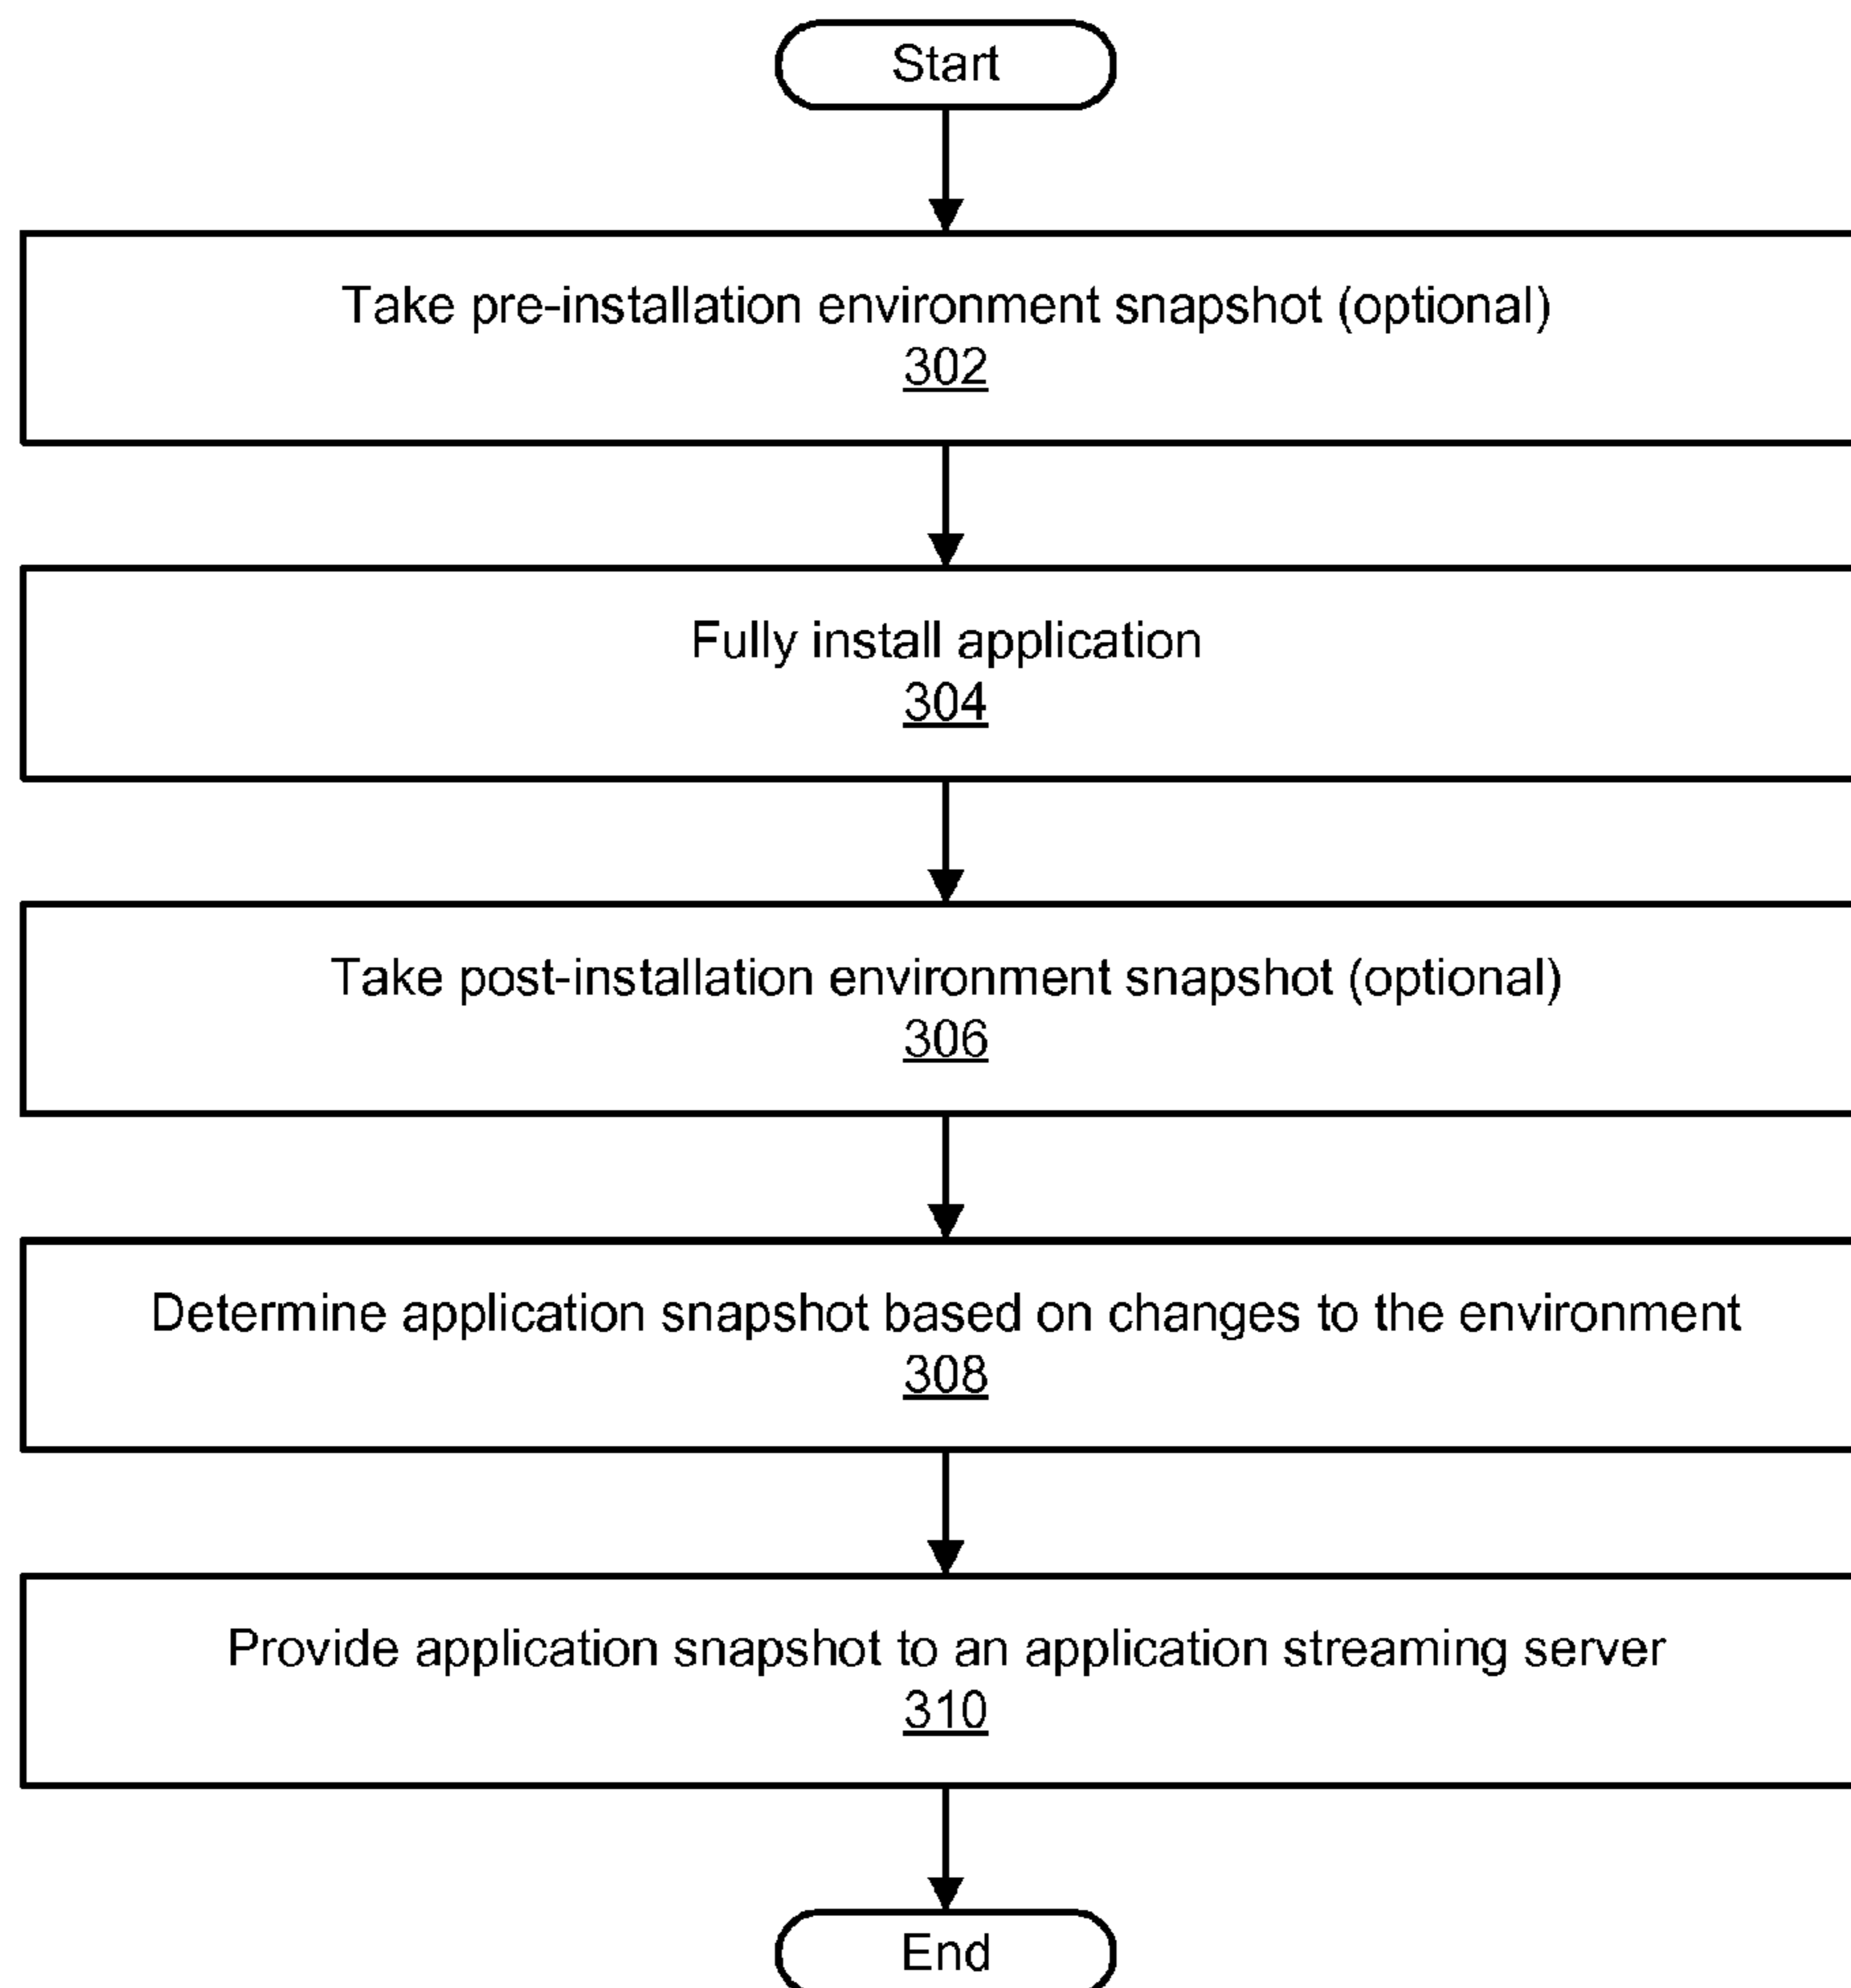 Start
Take pre-installation environment snapshot (optional)
302
Fully install application
304
Take post-installation environment snapshot (optional)
306
Determine application snapshot based on changes to the environment
308
Provide application snapshot to an application streaming server
310
End